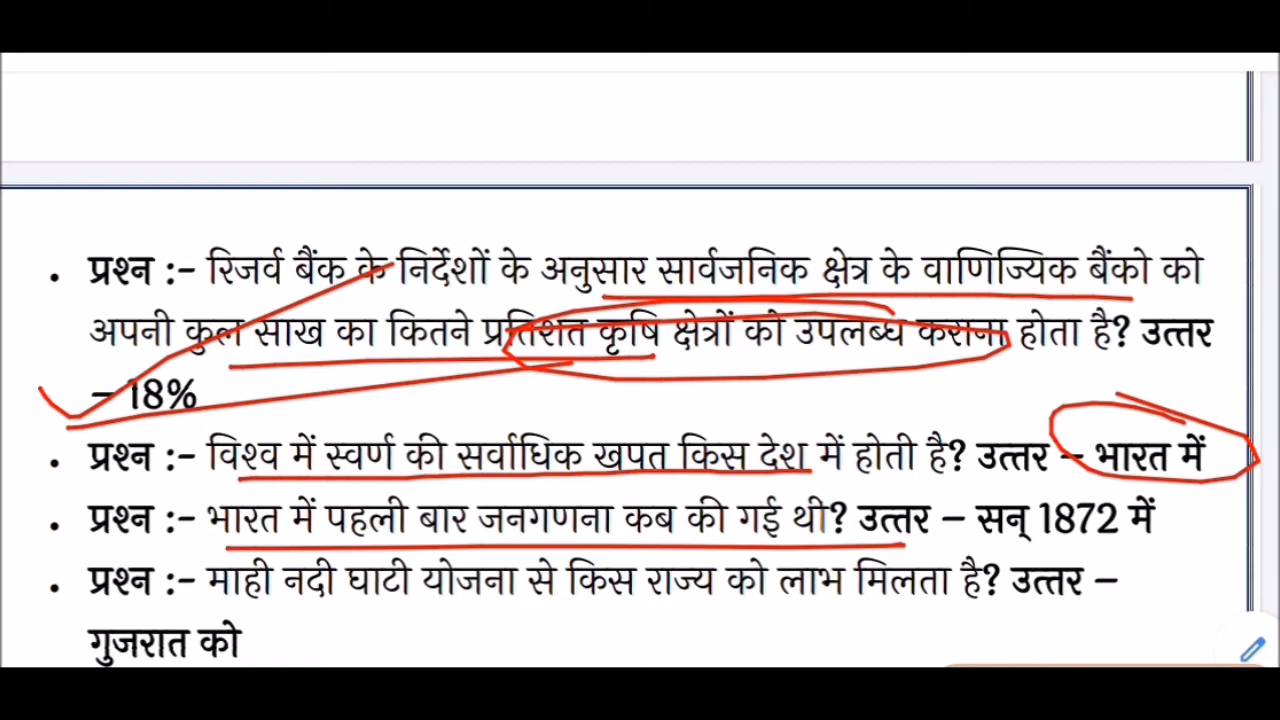 • प्रश्न :- रिजर्व बैंक के निर्देशों के अनुसार सार्वजनिक क्षेत्र के वाणिज्यिक बैंको को
अपनी कुल साख का कितने प्रतिशत कृषि क्षेत्रों को उपलब्ध कराना होता है? उत्तर
– 18%
• प्रश्न :- विश्व में स्वर्ण की सर्वाधिक खपत किस देश में होती है? उत्तर – भारत में
• प्रश्न :- भारत में पहली बार जनगणना कब की गई थी? उत्तर – सन् 1872 में
• प्रश्न :- माही नदी घाटी योजना से किस राज्य को लाभ मिलता है? उत्तर –
गुजरात को